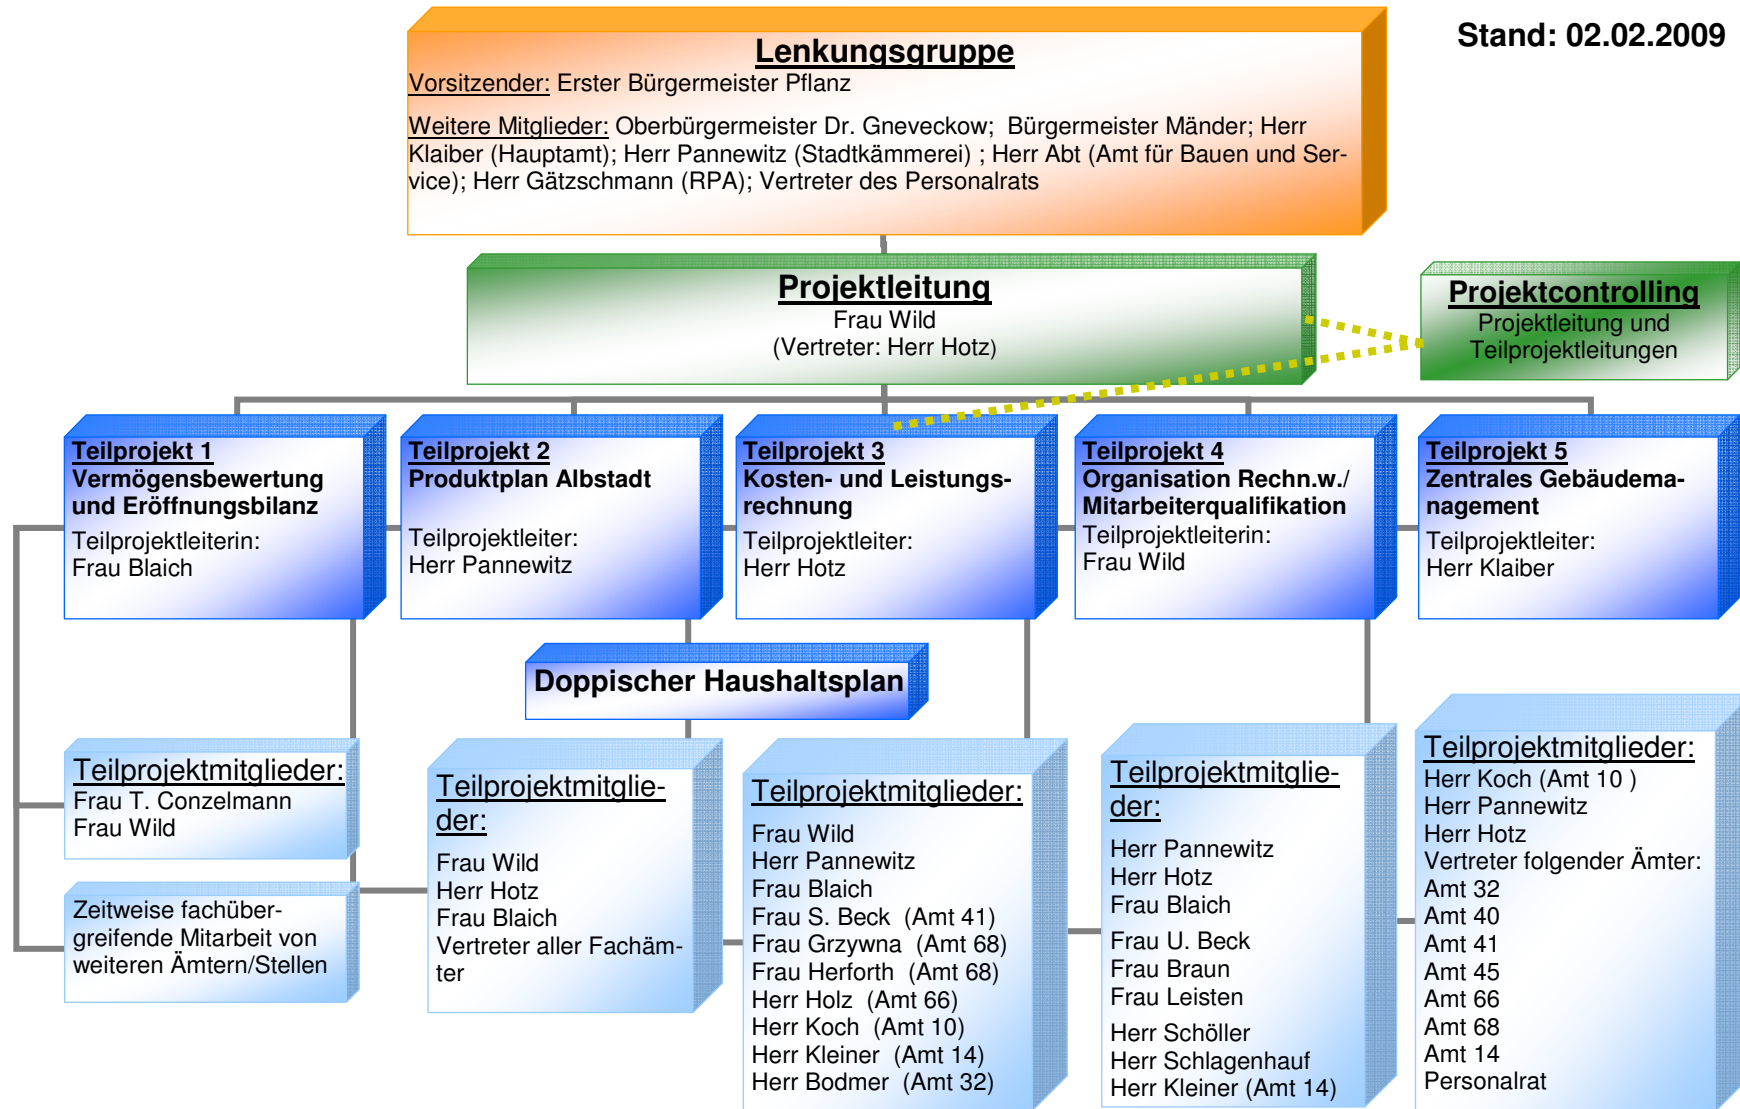 Stand: 02.02.2009
Lenkungsgruppe
Vorsitzender: Erster Bürgermeister Pflanz
Weitere Mitglieder: Oberbürgermeister Dr. Gneveckow;  Bürgermeister Mänder; Herr
Klaiber (Hauptamt); Herr Pannewitz (Stadtkämmerei) ; Herr Abt (Amt für Bauen und Ser-
vice); Herr Gätzschmann (RPA); Vertreter des Personalrats
Projektleitung
Frau Wild
(Vertreter: Herr Hotz)
Projektcontrolling
Projektleitung und
Teilprojektleitungen
Teilprojekt 1
Vermögensbewertung
und Eröffnungsbilanz
Teilprojektleiterin:
Frau Blaich
Teilprojekt 2
Produktplan Albstadt
Teilprojektleiter:
Herr Pannewitz
Teilprojekt 3
Kosten- und Leistungs-
rechnung
Teilprojektleiter:
Herr Hotz
Teilprojekt 4
Organisation Rechn.w./
Mitarbeiterqualifikation
Teilprojektleiterin:
Frau Wild
Teilprojekt 5
Zentrales Gebäudema-
nagement
Teilprojektleiter:
Herr Klaiber
Doppischer Haushaltsplan
Teilprojektmitglieder:
Frau T. Conzelmann
Frau Wild
Zeitweise fachüber-
greifende Mitarbeit von
weiteren Ämtern/Stellen
Teilprojektmitglie-
der:
Frau Wild
Herr Hotz
Frau Blaich
Vertreter aller Fachäm-
ter
Teilprojektmitglieder:
Frau Wild
Herr Pannewitz
Frau Blaich
Frau S. Beck  (Amt 41)
Frau Grzywna  (Amt 68)
Frau Herforth  (Amt 68)
Herr Holz  (Amt 66)
Herr Koch  (Amt 10)
Herr Kleiner  (Amt 14)
Herr Bodmer  (Amt 32)
Teilprojektmitglie-
der:
Herr Pannewitz
Herr Hotz
Frau Blaich
Frau U. Beck
Frau Braun
Frau Leisten
Herr Schöller
Herr Schlagenhauf
Herr Kleiner (Amt 14)
Teilprojektmitglieder:
Herr Koch (Amt 10 )
Herr Pannewitz
Herr Hotz
Vertreter folgender Ämter:
Amt 32
Amt 40
Amt 41
Amt 45
Amt 66
Amt 68
Amt 14
Personalrat